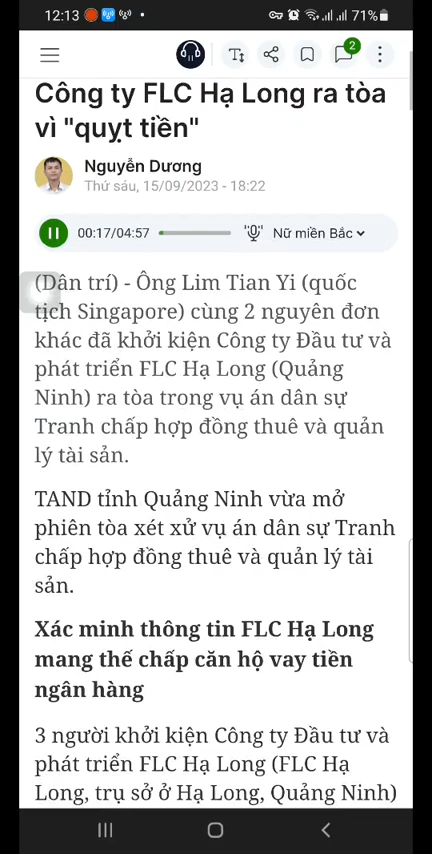 12:13
71%
2
Công ty FLC Hạ Long ra tòa
vì "quỵt tiền"
Nguyễn Dương
Thứ sáu, 15/09/2023 - 18:22
00:17/04:57
Nữ miền Bắc
(Dân trí) - Ông Lim Tian Yi (quốc
tịch Singapore) cùng 2 nguyên đơn
khác đã khởi kiện Công ty Đầu tư và
phát triển FLC Hạ Long (Quảng
Ninh) ra tòa trong vụ án dân sự
Tranh chấp hợp đồng thuê và quản
lý tài sản.
TAND tỉnh Quảng Ninh vừa mở
phiên tòa xét xử vụ án dân sự Tranh
chấp hợp đồng thuê và quản lý tài
sản.
Xác minh thông tin FLC Hạ Long
mang thế chấp căn hộ vay tiền
ngân hàng
3 người khởi kiện Công ty Đầu tư và
phát triển FLC Hạ Long (FLC Hạ
Long, trụ sở ở Hạ Long, Quảng Ninh)